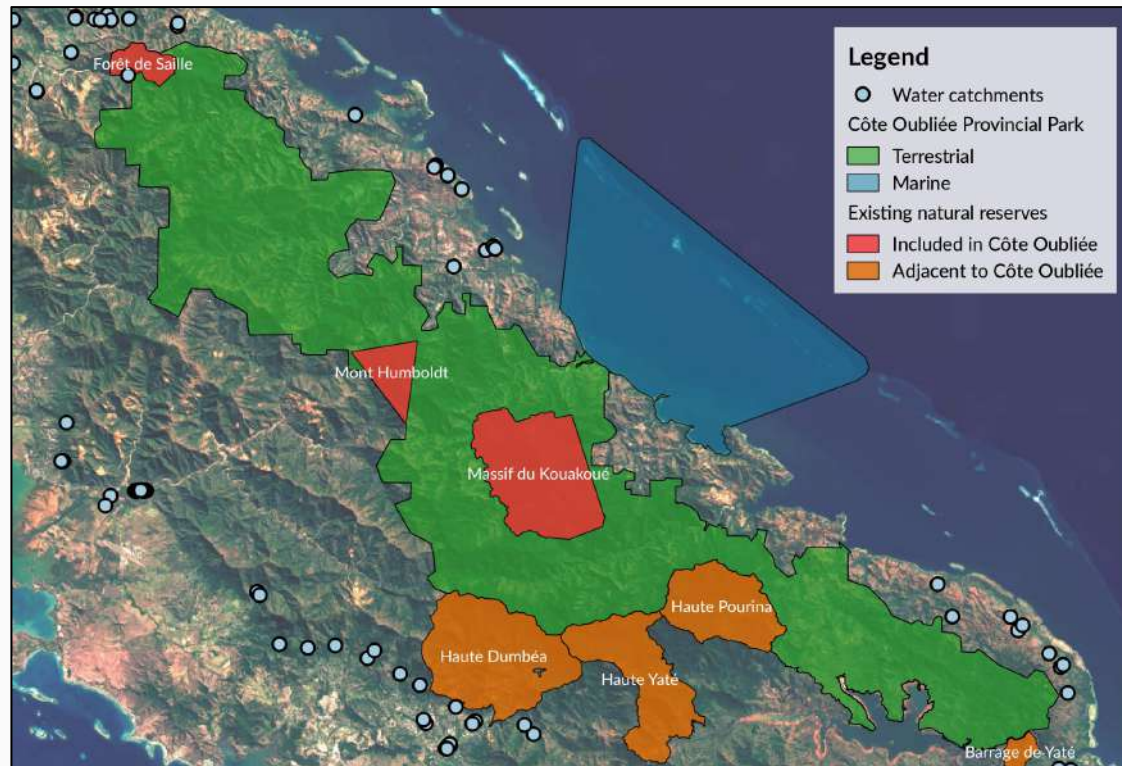 Forêt de Saille
Mont Humboldt
Massif du Kouakoué
Haute Pourina
Haute Dumbéa
Haute Yaté
Barrage de Yaté
Legend
Water catchments
Côte Oubliée Provincial Park
Terrestrial
Marine
Existing natural reserves
Included in Côte Oubliée
Adjacent to Côte Oubliée